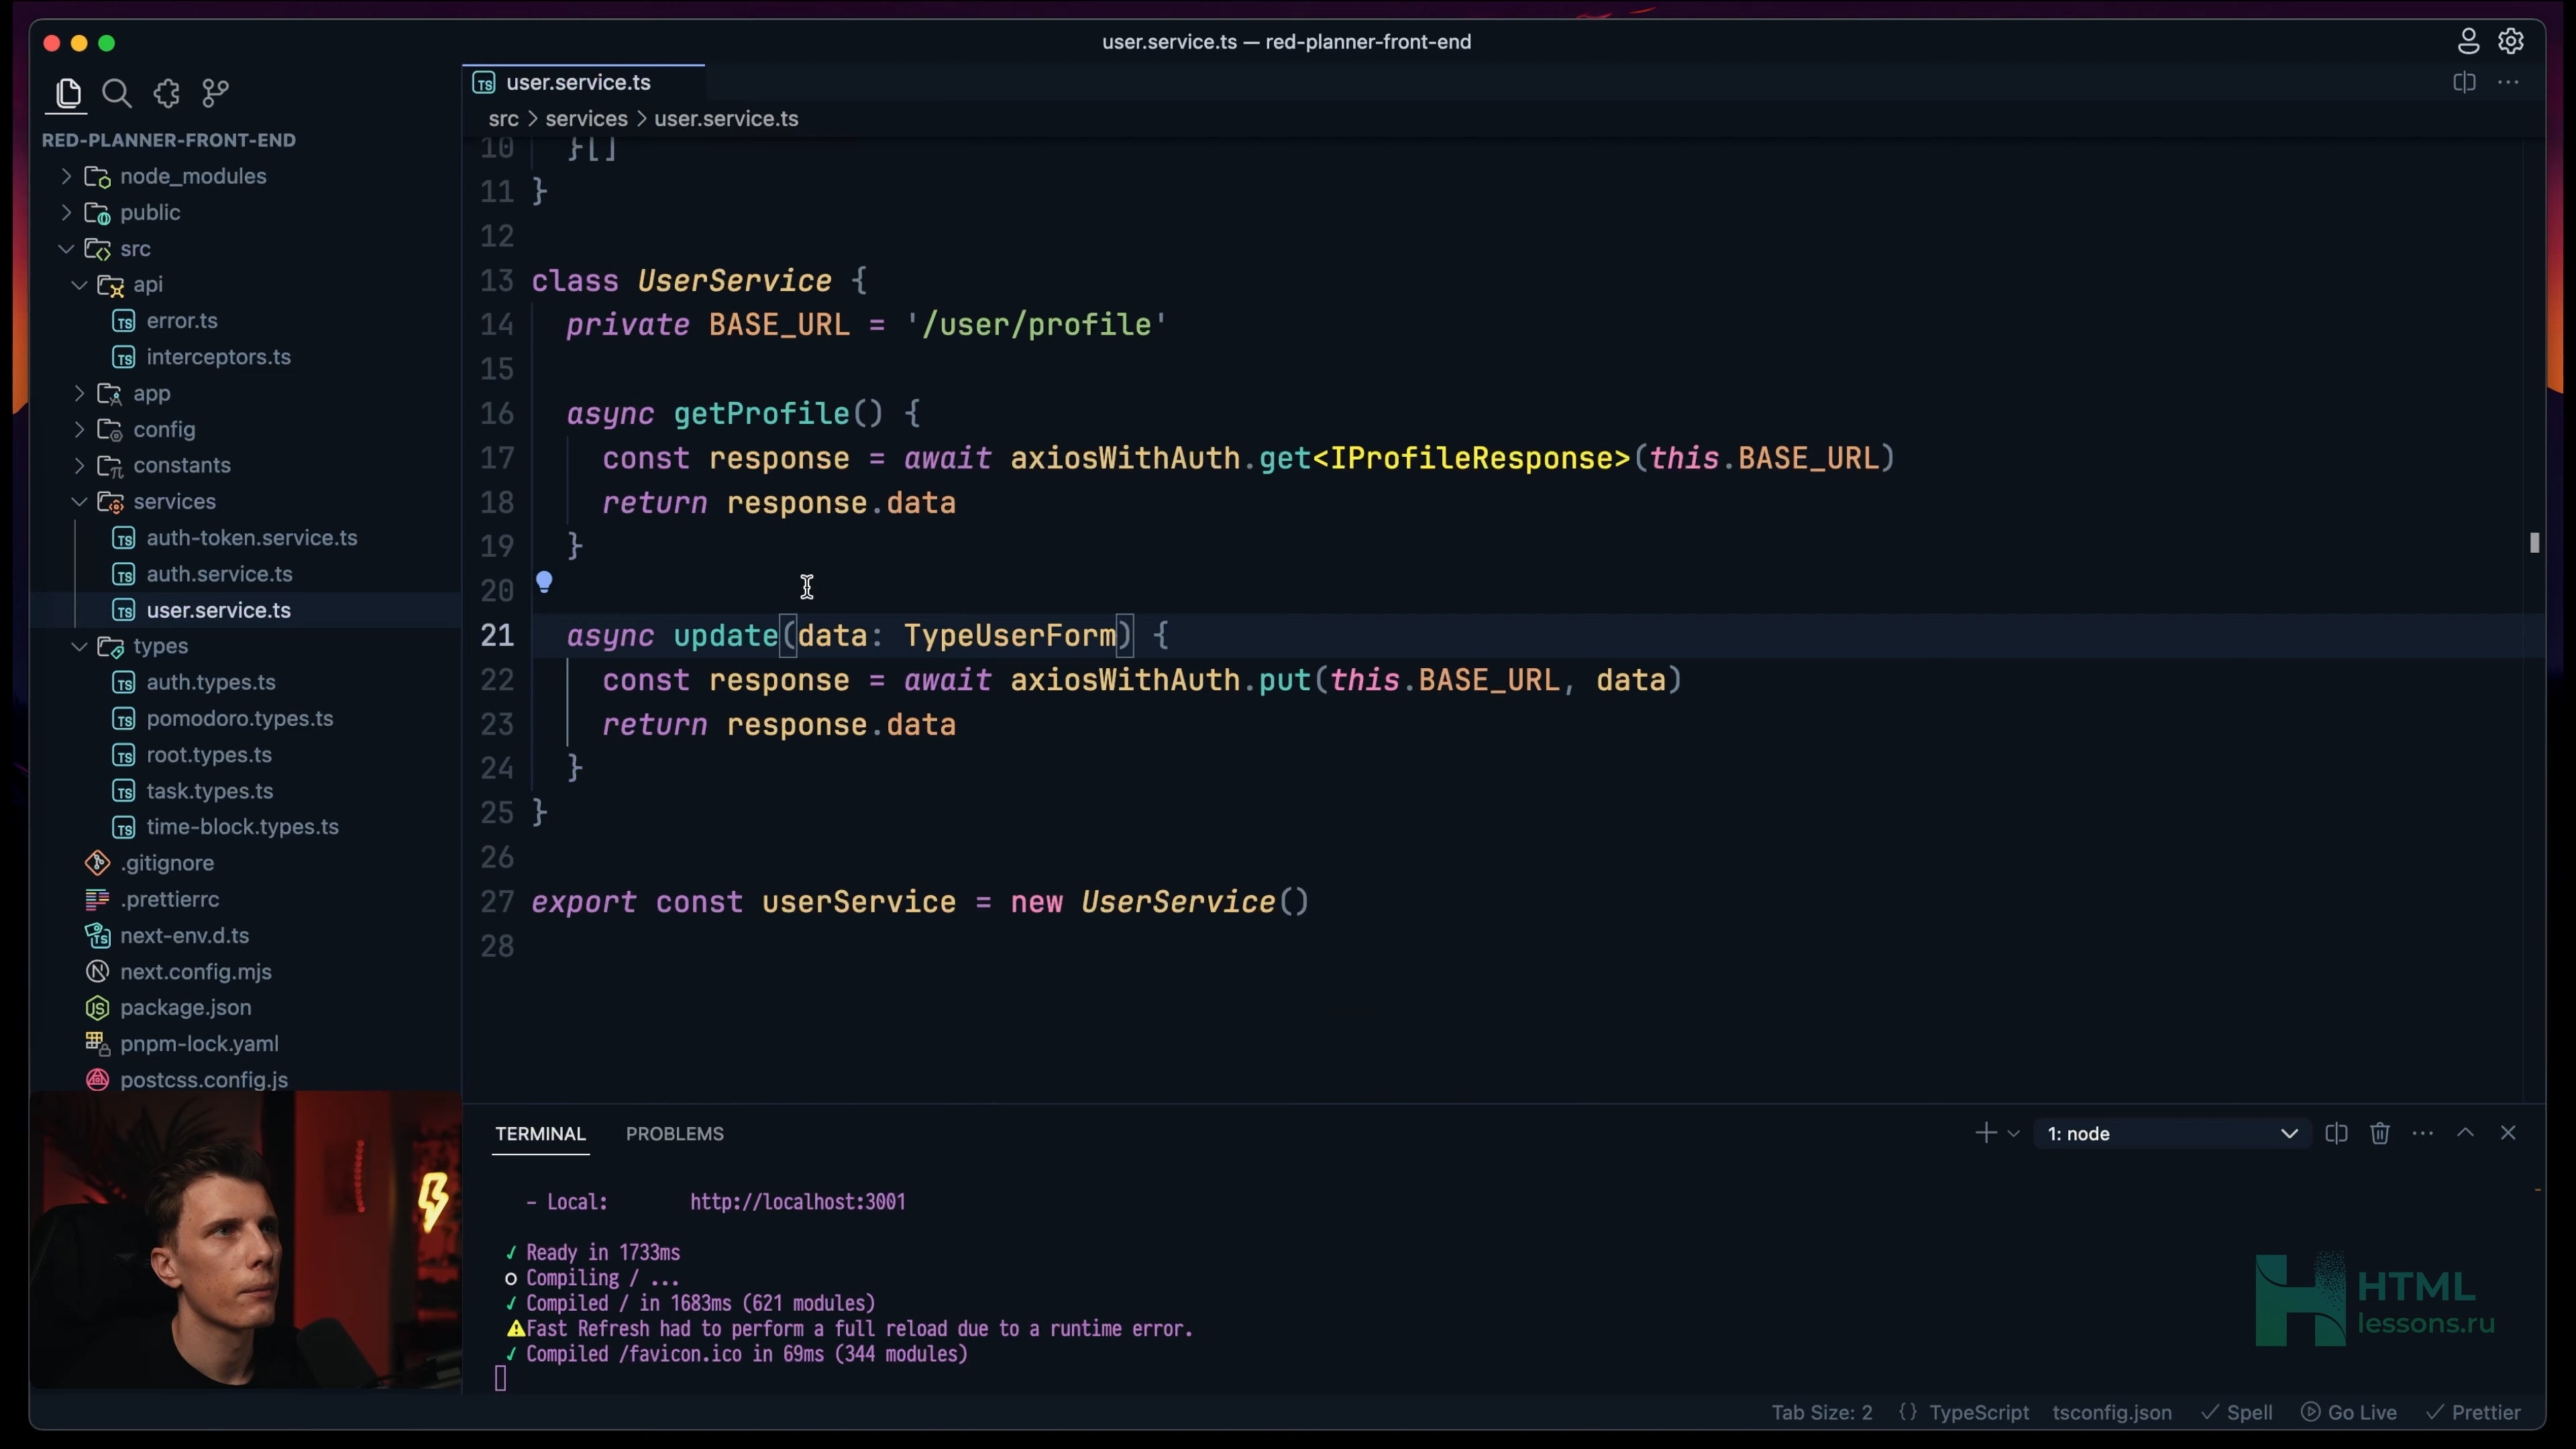 user.service.ts — red-planner-front-end
user.service.ts
src > services > user.service.ts
RED-PLANNER-FRONT-END
node_modules
public
src
api
error.ts
interceptors.ts
app
config
constants
services
auth-token.service.ts
auth.service.ts
user.service.ts
types
auth.types.ts
pomodoro.types.ts
root.types.ts
task.types.ts
time-block.types.ts
.gitignore
.prettierrc
next-env.d.ts
next.config.mjs
package.json
pnpm-lock.yaml
postcss.config.js
10 }[]
11 }
12
13 class UserService {
14 private BASE_URL = '/user/profile'
15
16 async getProfile() {
17 const response = await axiosWithAuth.get<IProfileResponse>(this.BASE_URL)
18 return response.data
19 }
20
21 async update(data: TypeUserForm) {
22 const response = await axiosWithAuth.put(this.BASE_URL, data)
23 return response.data
24 }
25 }
26
27 export const userService = new UserService()
28
TERMINAL PROBLEMS
1: node
- Local: http://localhost:3001
✓ Ready in 1733ms
○ Compiling / ...
✓ Compiled / in 1683ms (621 modules)
⚠Fast Refresh had to perform a full reload due to a runtime error.
✓ Compiled /favicon.ico in 69ms (344 modules)
HTML
lessons.ru
Tab Size: 2 {} TypeScript tsconfig.json ✓ Spell Go Live ✓ Prettier